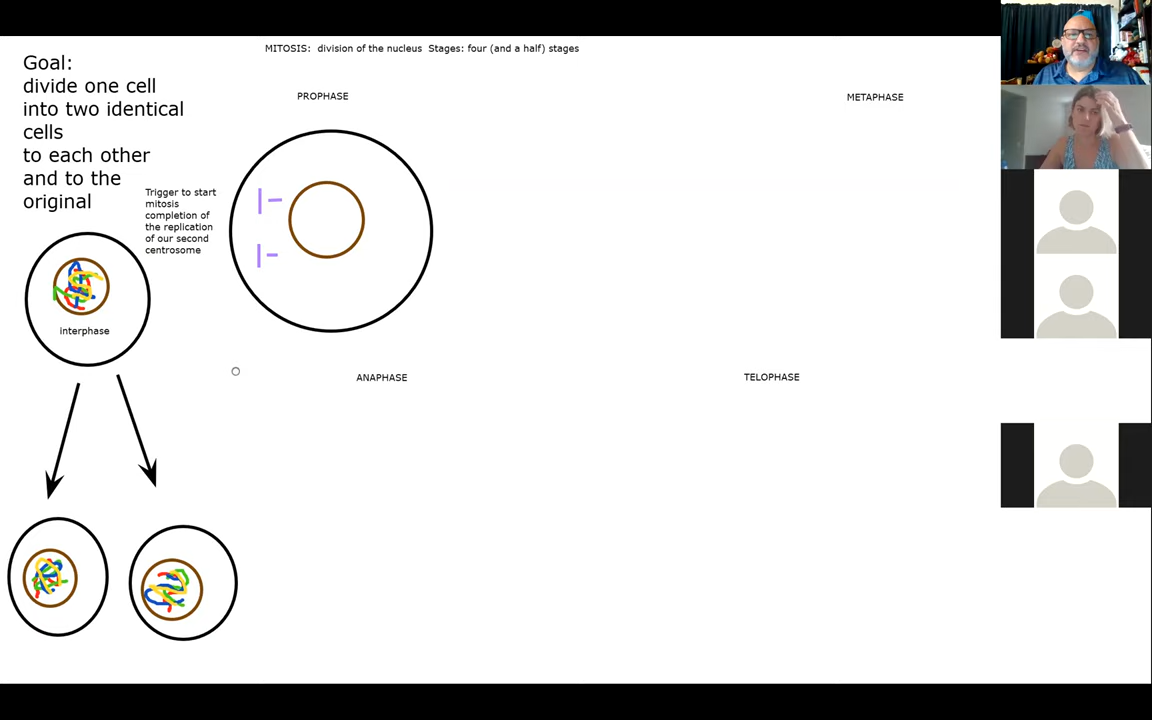 MITOSIS:  division of the nucleus  Stages: four (and a half) stages
Goal:
divide one cell
into two identical
cells
to each other
and to the
original
PROPHASE
METAPHASE
Trigger to start
mitosis
completion of
the replication
of our second
centrosome
interphase
ANAPHASE
TELOPHASE